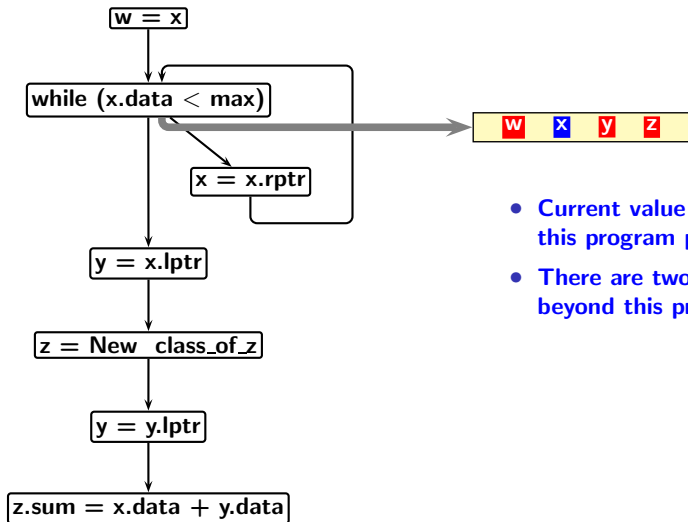 w = x
while (x.data < max)
w x y z
x = x.rptr
• Current value
this program p
• There are two
beyond this pr
y = x.lptr
z = New class_of_z
y = y.lptr
z.sum = x.data + y.data